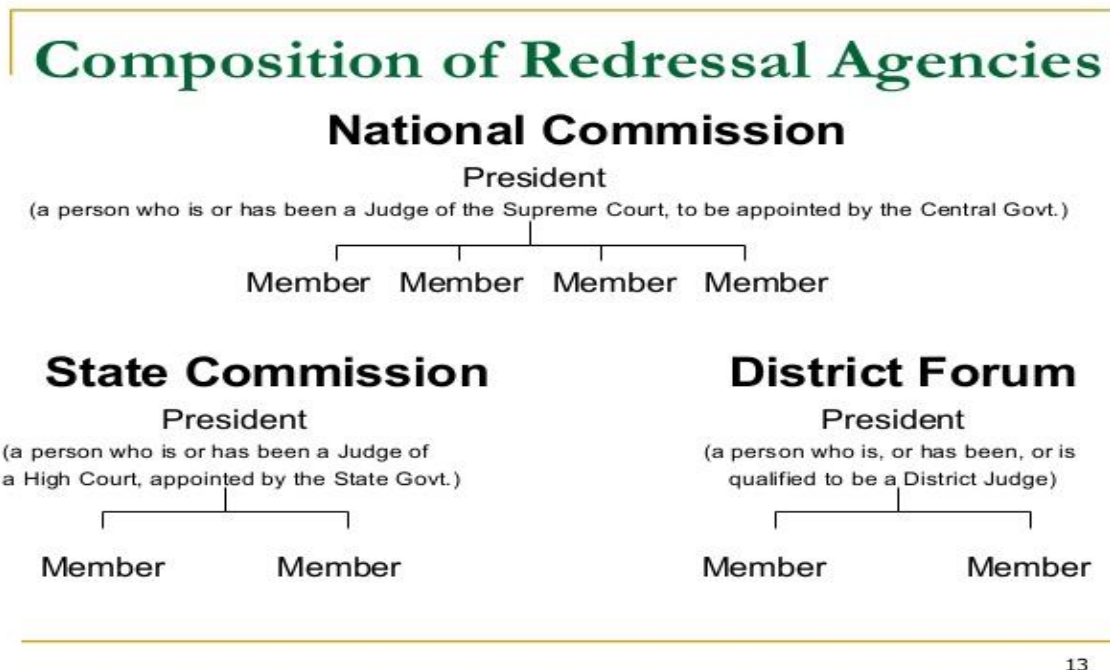 Composition of Redressal Agencies
National Commission
President
(a person who is or has been a Judge of the Supreme Court, to be appointed by the Central Govt.)
Member Member Member Member
State Commission
President
(a person who is or has been a Judge of
a High Court, appointed by the State Govt.)
Member Member
District Forum
President
(a person who is, or has been, or is
qualified to be a District Judge)
Member Member
13